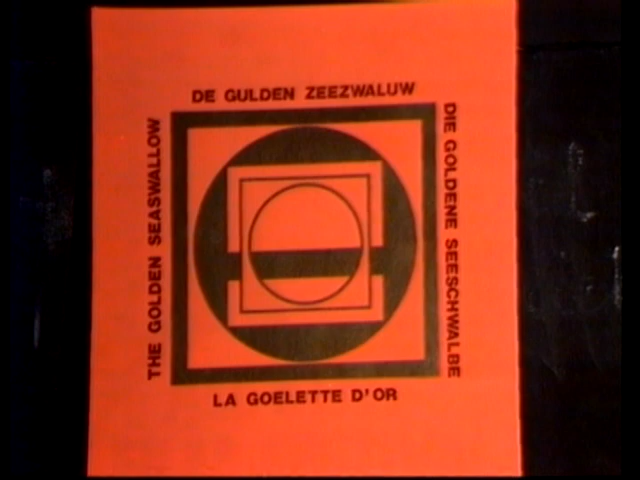 DE GULDEN ZEEZWALUW
THE GOLDEN SEASWALLOW
DIE GOLDENE SEESCHWALBE
LA GOELETTE D'OR